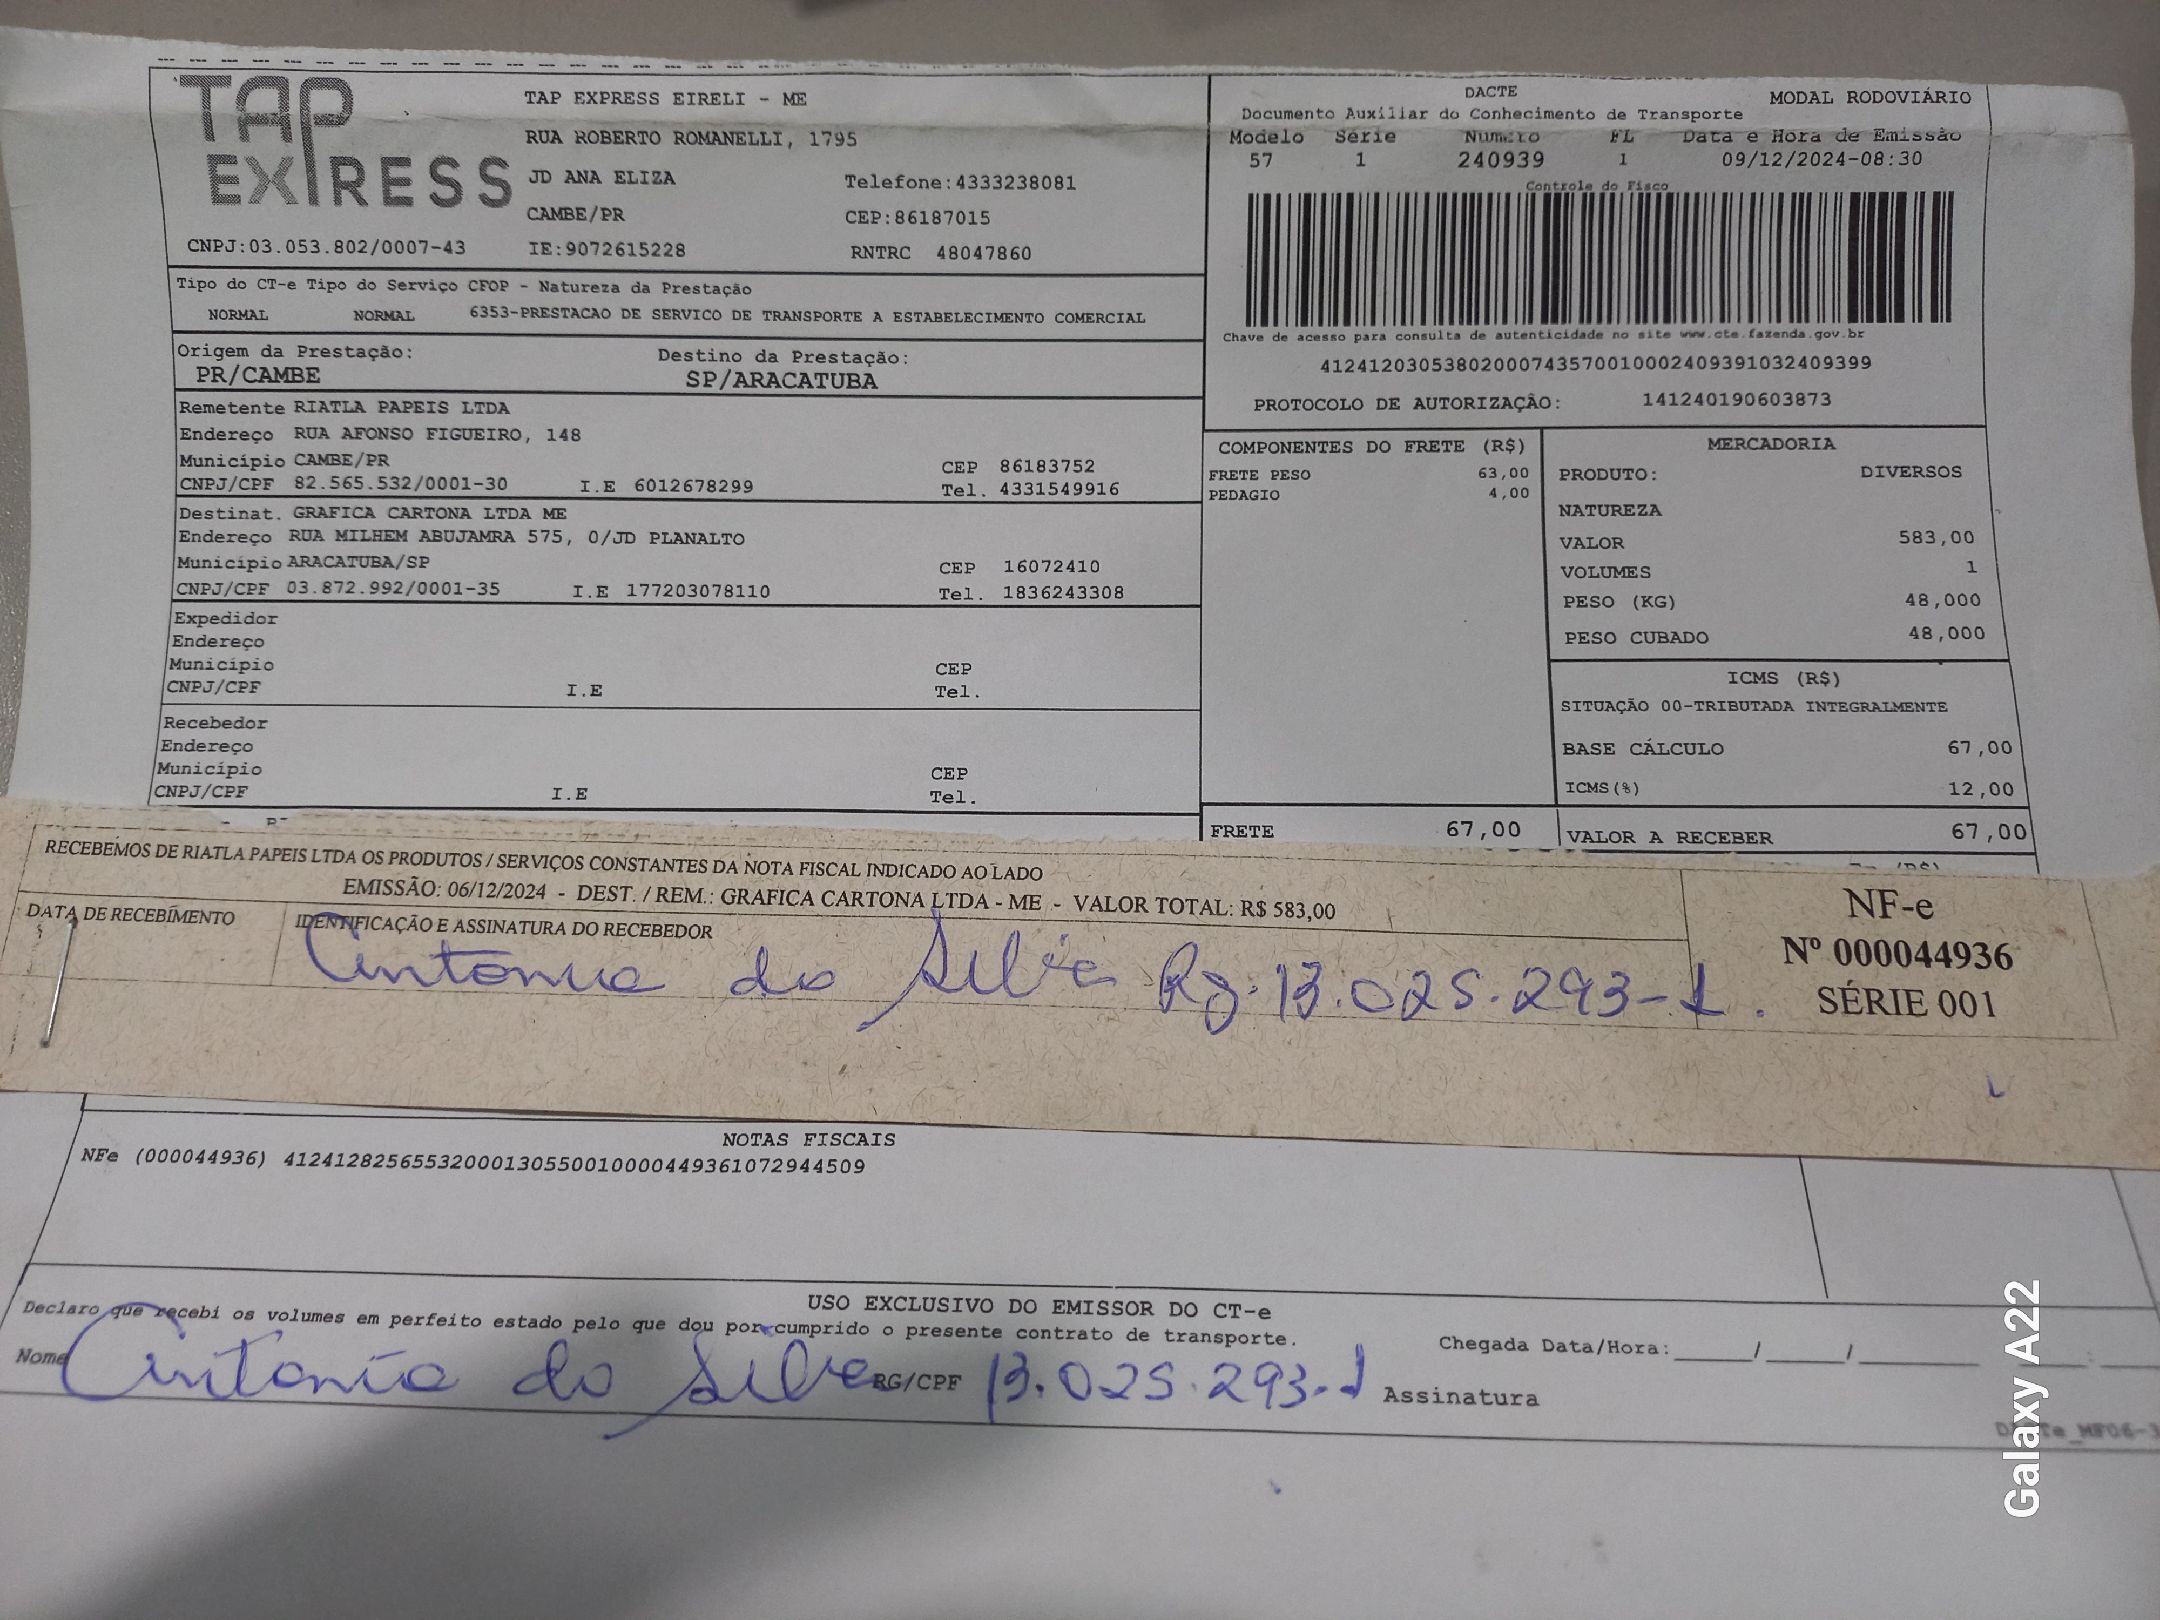 TAP EXPRESS
TAP EXPRESS EIRELI - ME
RUA ROBERTO ROMANELLI, 1795
JD ANA ELIZA Telefone:4333238081
CAMBE/PR CEP:86187015
CNPJ:03.053.802/0007-43 IE:9072615228 RNTRC 48047860
DACTE MODAL RODOVIÁRIO
Documento Auxiliar do Conhecimento de Transporte
Modelo Série Número FL Data e Hora de Emissão
57 1 240939 1 09/12/2024-08:30
Controle do Fisco
Chave de acesso para consulta de autenticidade no site www.cte.fazenda.gov.br
41241203053802000743570010002409391032409399
PROTOCOLO DE AUTORIZAÇÃO: 141240190603873
Tipo do CT-e Tipo do Serviço CFOP - Natureza da Prestação
NORMAL NORMAL 6353-PRESTACAO DE SERVICO DE TRANSPORTE A ESTABELECIMENTO COMERCIAL
Origem da Prestação: Destino da Prestação:
PR/CAMBE SP/ARACATUBA
Remetente RIATLA PAPEIS LTDA
Endereço RUA AFONSO FIGUEIRO, 148
Município CAMBE/PR CEP 86183752
CNPJ/CPF 82.565.532/0001-30 I.E 6012678299 Tel. 4331549916
Destinat. GRAFICA CARTONA LTDA ME
Endereço RUA MILHEM ABUJAMRA 575, 0/JD PLANALTO
Município ARACATUBA/SP CEP 16072410
CNPJ/CPF 03.872.992/0001-35 I.E 177203078110 Tel. 1836243308
Expedidor
Endereço
Município CEP
CNPJ/CPF I.E Tel.
Recebedor
Endereço
Município CEP
CNPJ/CPF I.E Tel.
COMPONENTES DO FRETE (R$)
FRETE PESO 63,00
PEDAGIO 4,00
MERCADORIA
PRODUTO: DIVERSOS
NATUREZA
VALOR 583,00
VOLUMES 1
PESO (KG) 48,000
PESO CUBADO 48,000
ICMS (R$)
SITUAÇÃO 00-TRIBUTADA INTEGRALMENTE
BASE CÁLCULO 67,00
ICMS(%) 12,00
FRETE 67,00 VALOR A RECEBER 67,00
RECEBEMOS DE RIATLA PAPEIS LTDA OS PRODUTOS / SERVIÇOS CONSTANTES DA NOTA FISCAL INDICADO AO LADO
EMISSÃO: 06/12/2024 - DEST. / REM.: GRAFICA CARTONA LTDA - ME - VALOR TOTAL: R$ 583,00
DATA DE RECEBIMENTO IDENTIFICAÇÃO E ASSINATURA DO RECEBEDOR
Antonia da Silva Rg. 13.025.293-1.
NF-e
Nº 000044936
SÉRIE 001
NOTAS FISCAIS
NFe (000044936) 41241282565532000130550010000449361072944509
USO EXCLUSIVO DO EMISSOR DO CT-e
Declaro que recebi os volumes em perfeito estado pelo que dou por cumprido o presente contrato de transporte.
Chegada Data/Hora:_____/_____/_______ ___:___
Nome Antonia da Silva RG/CPF 13.025.293-1 Assinatura
Galaxy A22